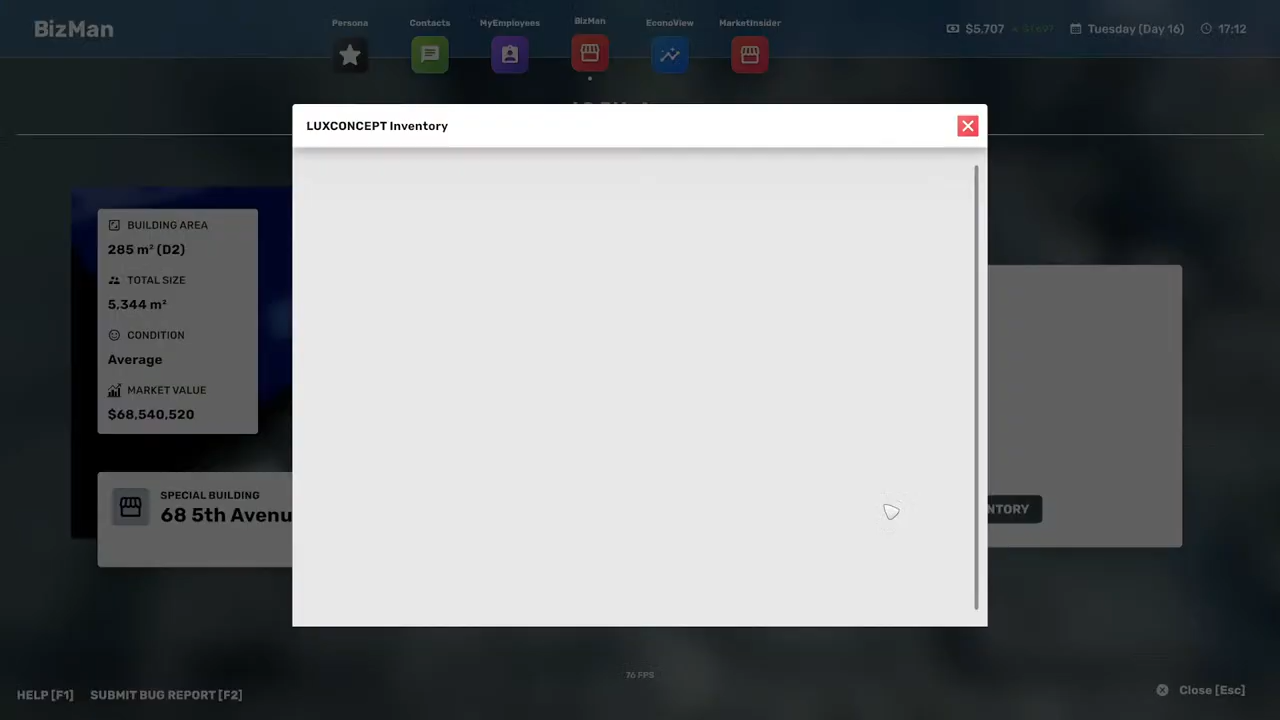 BizMan
Persona
Contacts
MyEmployees
BizMan
EconoView
MarketInsider
$5,707
Tuesday (Day 16)
17:12
LUXCONCEPT Inventory
BUILDING AREA
285 m² (D2)
TOTAL SIZE
5,344 m²
CONDITION
Average
MARKET VALUE
$68,540,520
SPECIAL BUILDING
68 5th Avenu
NTORY
76 FPS
HELP [F1]
SUBMIT BUG REPORT [F2]
Close [Esc]